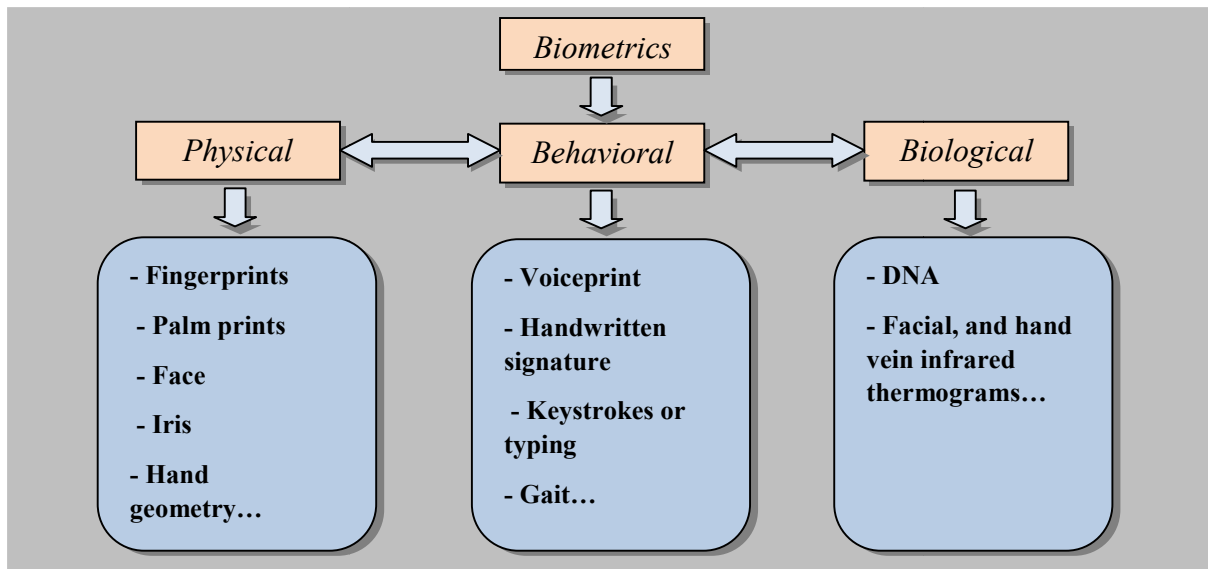 Biometrics
Physical
Behavioral
Biological
- Fingerprints
- Palm prints
- Face
- Iris
- Hand
geometry…
- Voiceprint
- Handwritten
signature
- Keystrokes or
typing
- Gait…
- DNA
- Facial, and hand
vein infrared
thermograms…